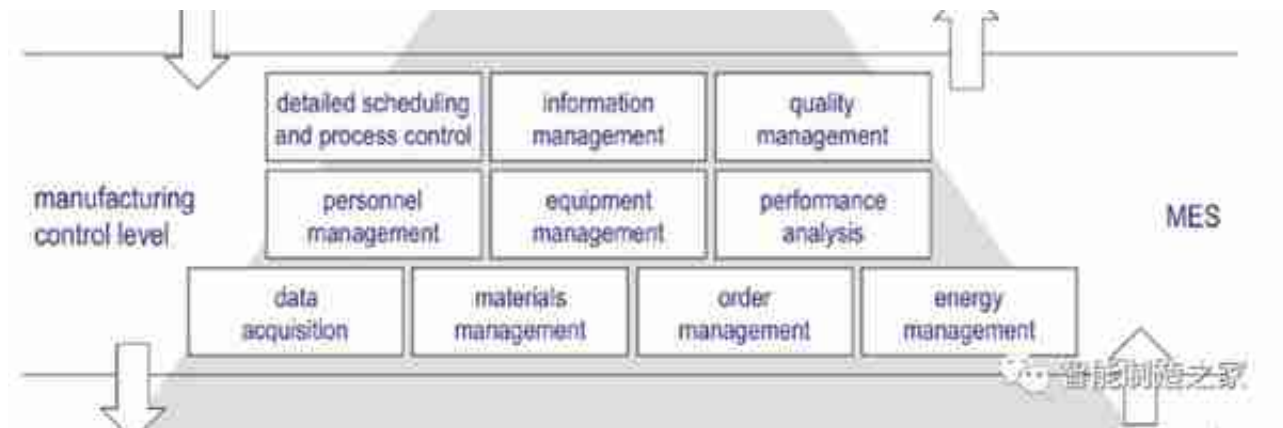 detailed scheduling
and process control
information
management
quality
management
manufacturing
control level
personnel
management
equipment
management
performance
analysis
MES
data
acquisition
materials
management
order
management
energy
management
智能制造之家